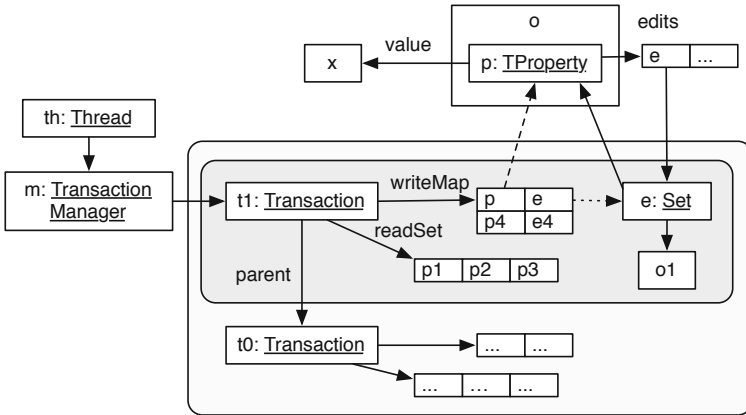 o
edits
value
x
p: TProperty
e ...
th: Thread
m: Transaction
Manager
writeMap
t1: Transaction
p e
p4 e4
e: Set
readSet
p1 p2 p3
o1
parent
t0: Transaction
... ...
... ... ...